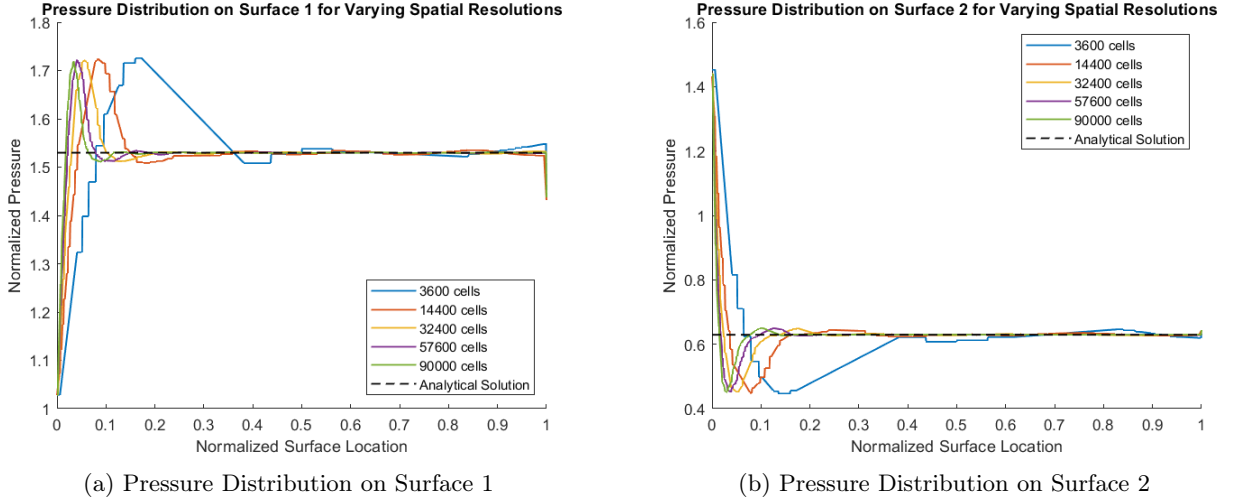 Pressure Distribution on Surface 1 for Varying Spatial Resolutions
1.8
1.7
1.6
1.5
1.4
1.3
1.2
1.1
1
Normalized Pressure
3600 cells
14400 cells
32400 cells
57600 cells
90000 cells
Analytical Solution
0 0.1 0.2 0.3 0.4 0.5 0.6 0.7 0.8 0.9 1
Normalized Surface Location
(a) Pressure Distribution on Surface 1
Pressure Distribution on Surface 2 for Varying Spatial Resolutions
1.6
1.4
1.2
1
0.8
0.6
0.4
Normalized Pressure
3600 cells
14400 cells
32400 cells
57600 cells
90000 cells
Analytical Solution
0 0.1 0.2 0.3 0.4 0.5 0.6 0.7 0.8 0.9 1
Normalized Surface Location
(b) Pressure Distribution on Surface 2